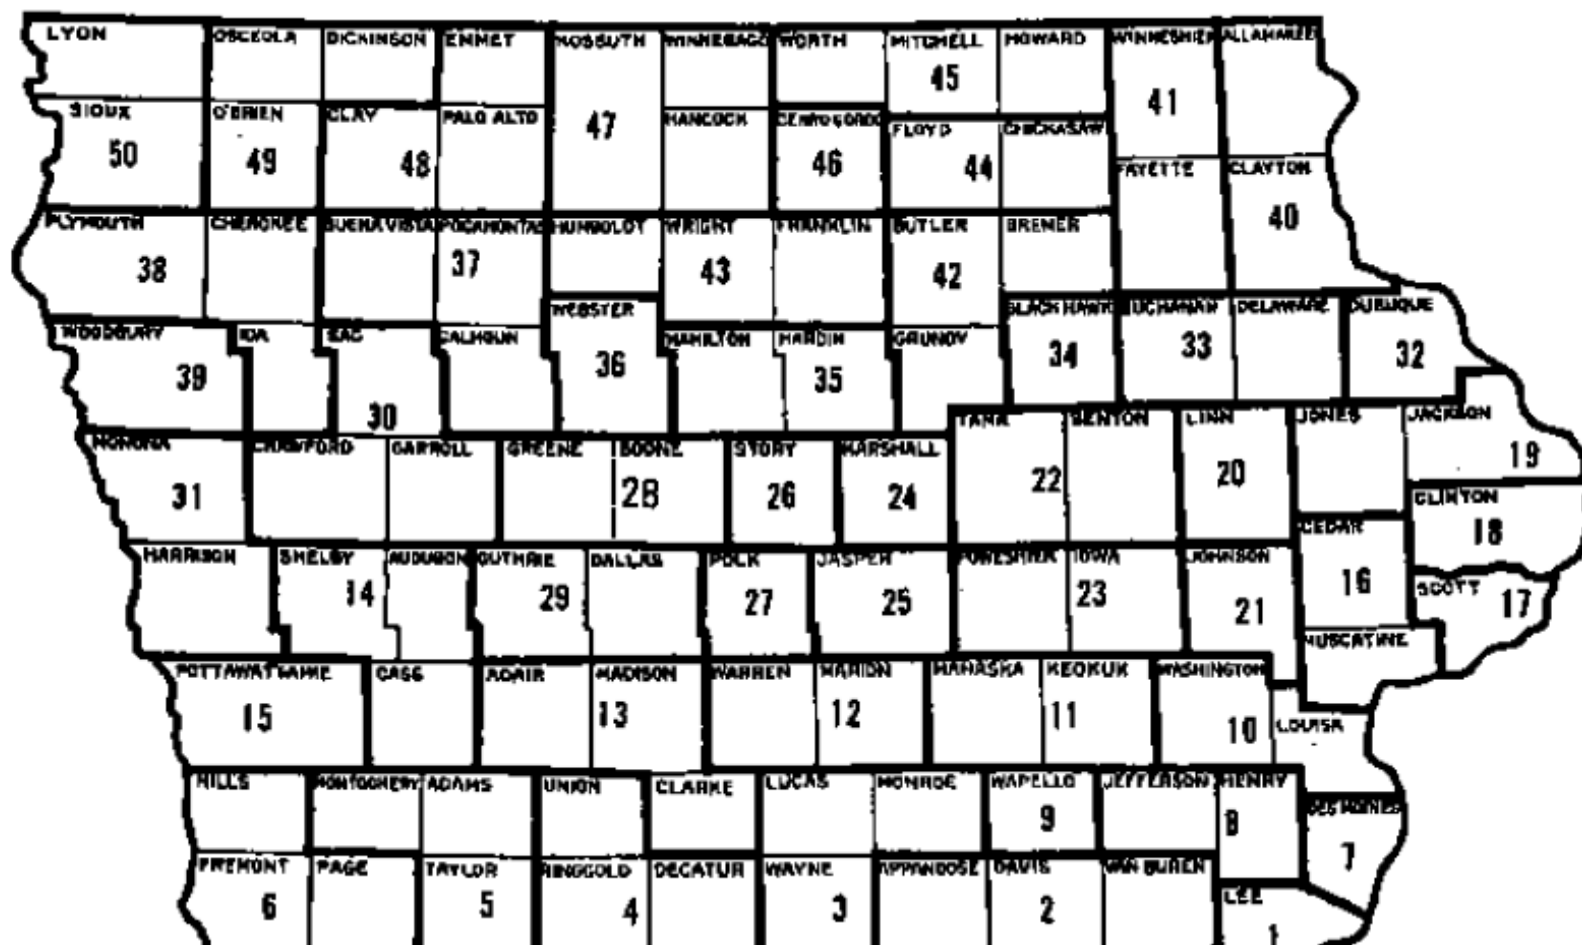 LYON OSCEOLA DICKINSON EMMET KOSSUTH WINNEBAGO WORTH MITCHELL HOWARD WINNESHIEK ALLAMAKEE
45
41
SIOUX O'BRIEN CLAY PALO ALTO HANCOCK CERRO GORDO FLOYD CHICKASAW
47
50 49 48 46 44
FAYETTE CLAYTON
40
PLYMOUTH CHEROKEE BUENA VISTA POCAHONTAS HUMBOLDT WRIGHT FRANKLIN BUTLER BREMER
38 37 43 42
WEBSTER BLACK HAWK BUCHANAN DELAWARE DUBUQUE
WOODBURY IDA SAC CALHOUN HAMILTON HARDIN GRUNDY
36 34 33 32
39 35
30
TAMA BENTON LINN JONES JACKSON
MONONA CRAWFORD CARROLL GREENE BOONE STORY MARSHALL
19
31 28 26 24 22 20
CLINTON
18
CEDAR
HARRISON SHELBY AUDUBON GUTHRIE DALLAS POLK JASPER POWESHIEK IOWA JOHNSON
14 29 27 25 23 21 16
SCOTT 17
MUSCATINE
POTTAWATTAMIE CASS ADAIR MADISON WARREN MARION MAHASKA KEOKUK WASHINGTON
15 13 12 11 10
LOUISA
MILLS MONTGOMERY ADAMS UNION CLARKE LUCAS MONROE WAPELLO JEFFERSON HENRY
9 8
DES MOINES
7
FREMONT PAGE TAYLOR RINGGOLD DECATUR WAYNE APPANOOSE DAVIS VAN BUREN
6 5 4 3 2
LEE
1